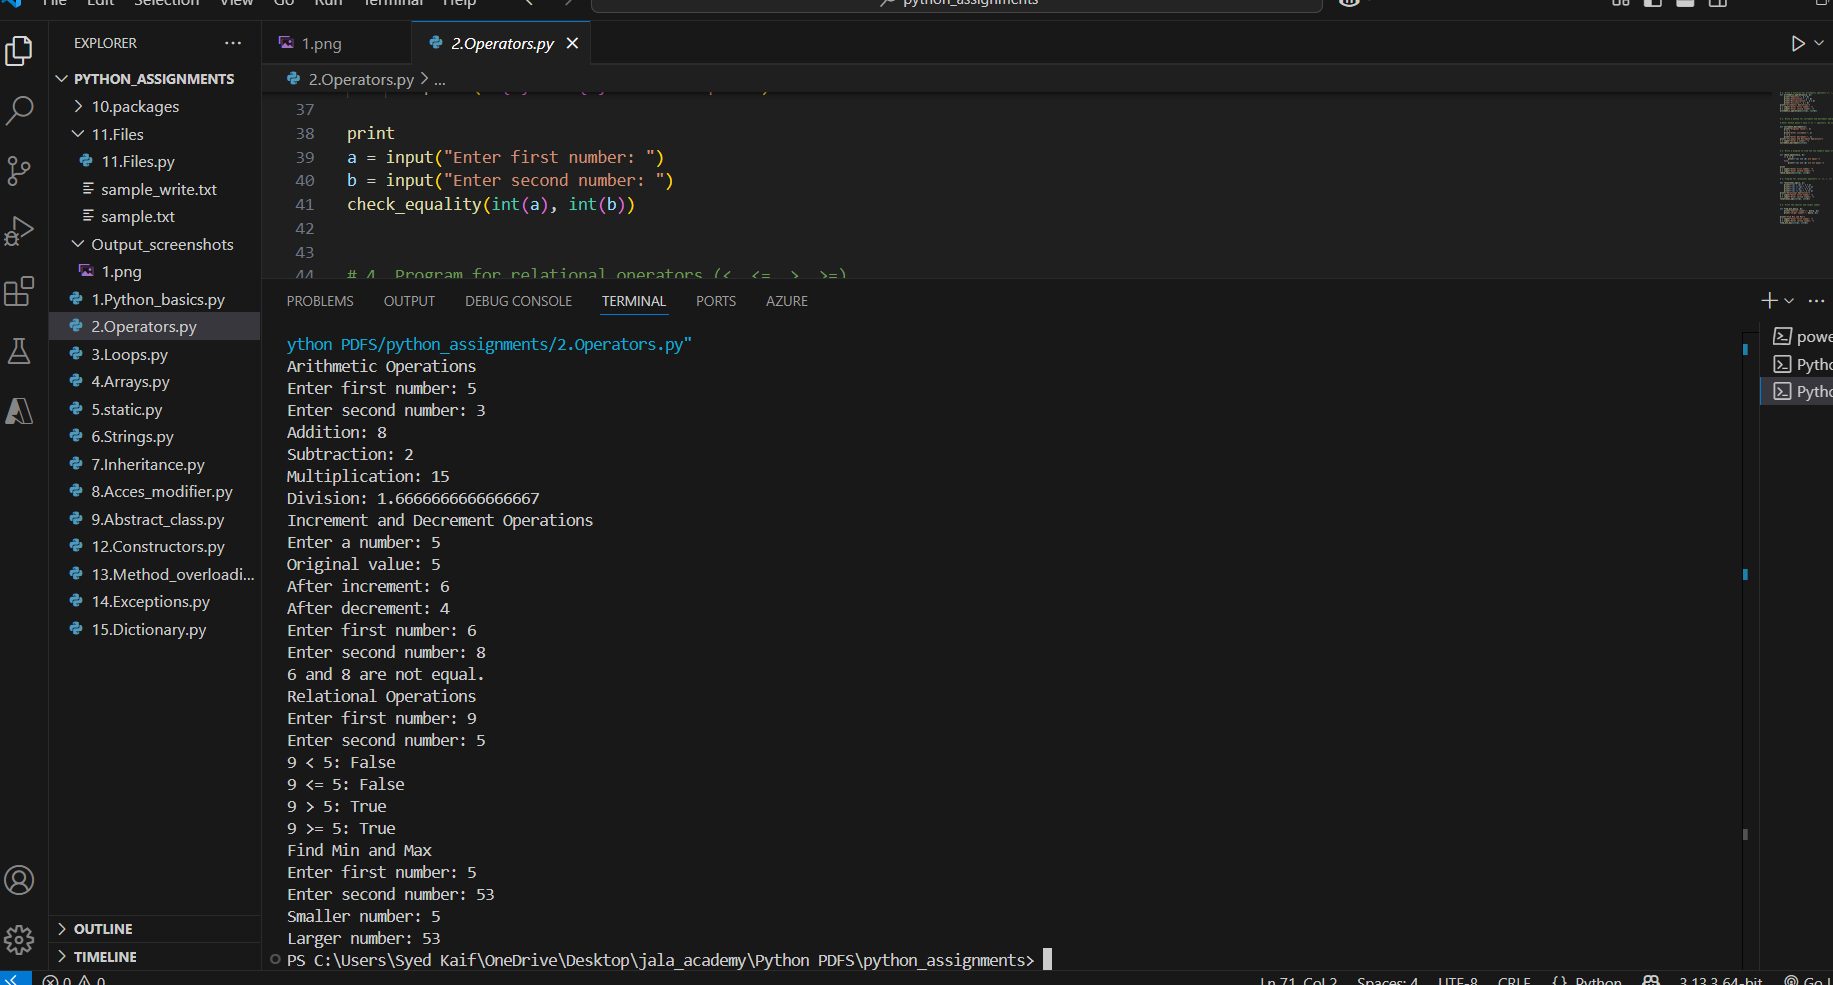 File Edit Selection View Go Run Terminal Help
python_assignments
EXPLORER
PYTHON_ASSIGNMENTS
10.packages
11.Files
11.Files.py
sample_write.txt
sample.txt
Output_screenshots
1.png
1.Python_basics.py
2.Operators.py
3.Loops.py
4.Arrays.py
5.static.py
6.Strings.py
7.Inheritance.py
8.Acces_modifier.py
9.Abstract_class.py
12.Constructors.py
13.Method_overloadi...
14.Exceptions.py
15.Dictionary.py
OUTLINE
TIMELINE
1.png
2.Operators.py
2.Operators.py > ...
37
38 print
39 a = input("Enter first number: ")
40 b = input("Enter second number: ")
41 check_equality(int(a), int(b))
42
43
44 # 4. Program for relational operators (<, <=, >, >=)
PROBLEMS OUTPUT DEBUG CONSOLE TERMINAL PORTS AZURE
ython PDFS/python_assignments/2.Operators.py"
Arithmetic Operations
Enter first number: 5
Enter second number: 3
Addition: 8
Subtraction: 2
Multiplication: 15
Division: 1.6666666666666667
Increment and Decrement Operations
Enter a number: 5
Original value: 5
After increment: 6
After decrement: 4
Enter first number: 6
Enter second number: 8
6 and 8 are not equal.
Relational Operations
Enter first number: 9
Enter second number: 5
9 < 5: False
9 <= 5: False
9 > 5: True
9 >= 5: True
Find Min and Max
Enter first number: 5
Enter second number: 53
Smaller number: 5
Larger number: 53
PS C:\Users\Syed Kaif\OneDrive\Desktop\jala_academy\Python PDFS\python_assignments>
powe
Pytho
Pytho
0 0
Ln 71, Col 2 Spaces: 4 UTF-8 CRLF {} Python 3.13.3 64-bit Go L